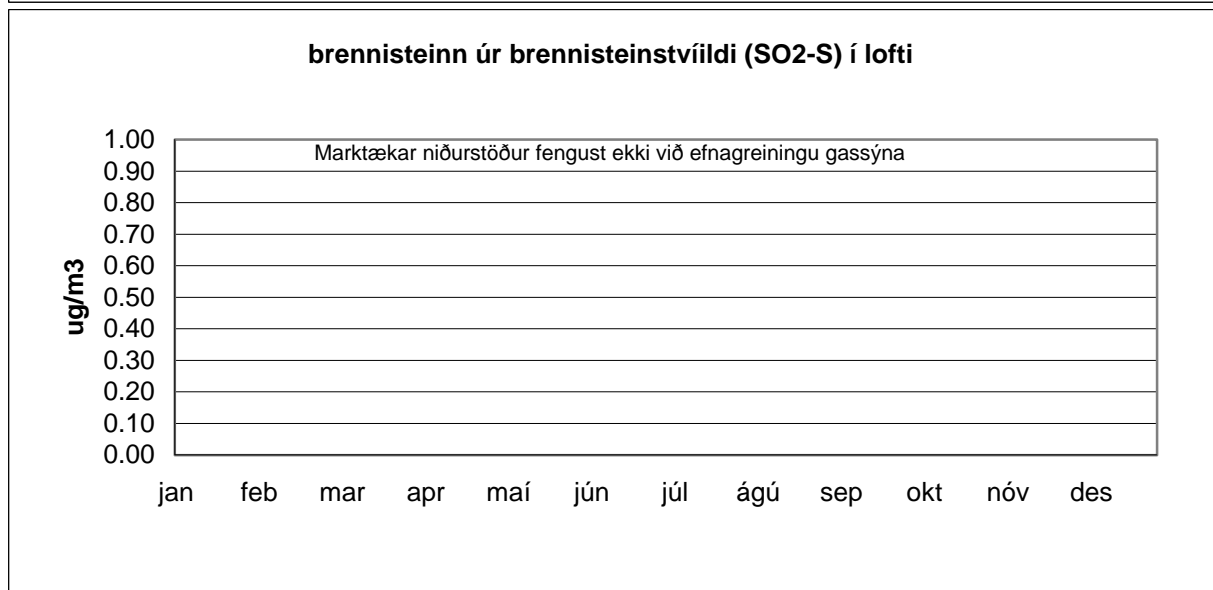 brennisteinn úr brennisteinstvíildi (SO2-S) í lofti
Marktækar niðurstöður fengust ekki við efnagreiningu gassýna
ug/m3
1.00
0.90
0.80
0.70
0.60
0.50
0.40
0.30
0.20
0.10
0.00
jan feb mar apr maí jún júl ágú sep okt nóv des